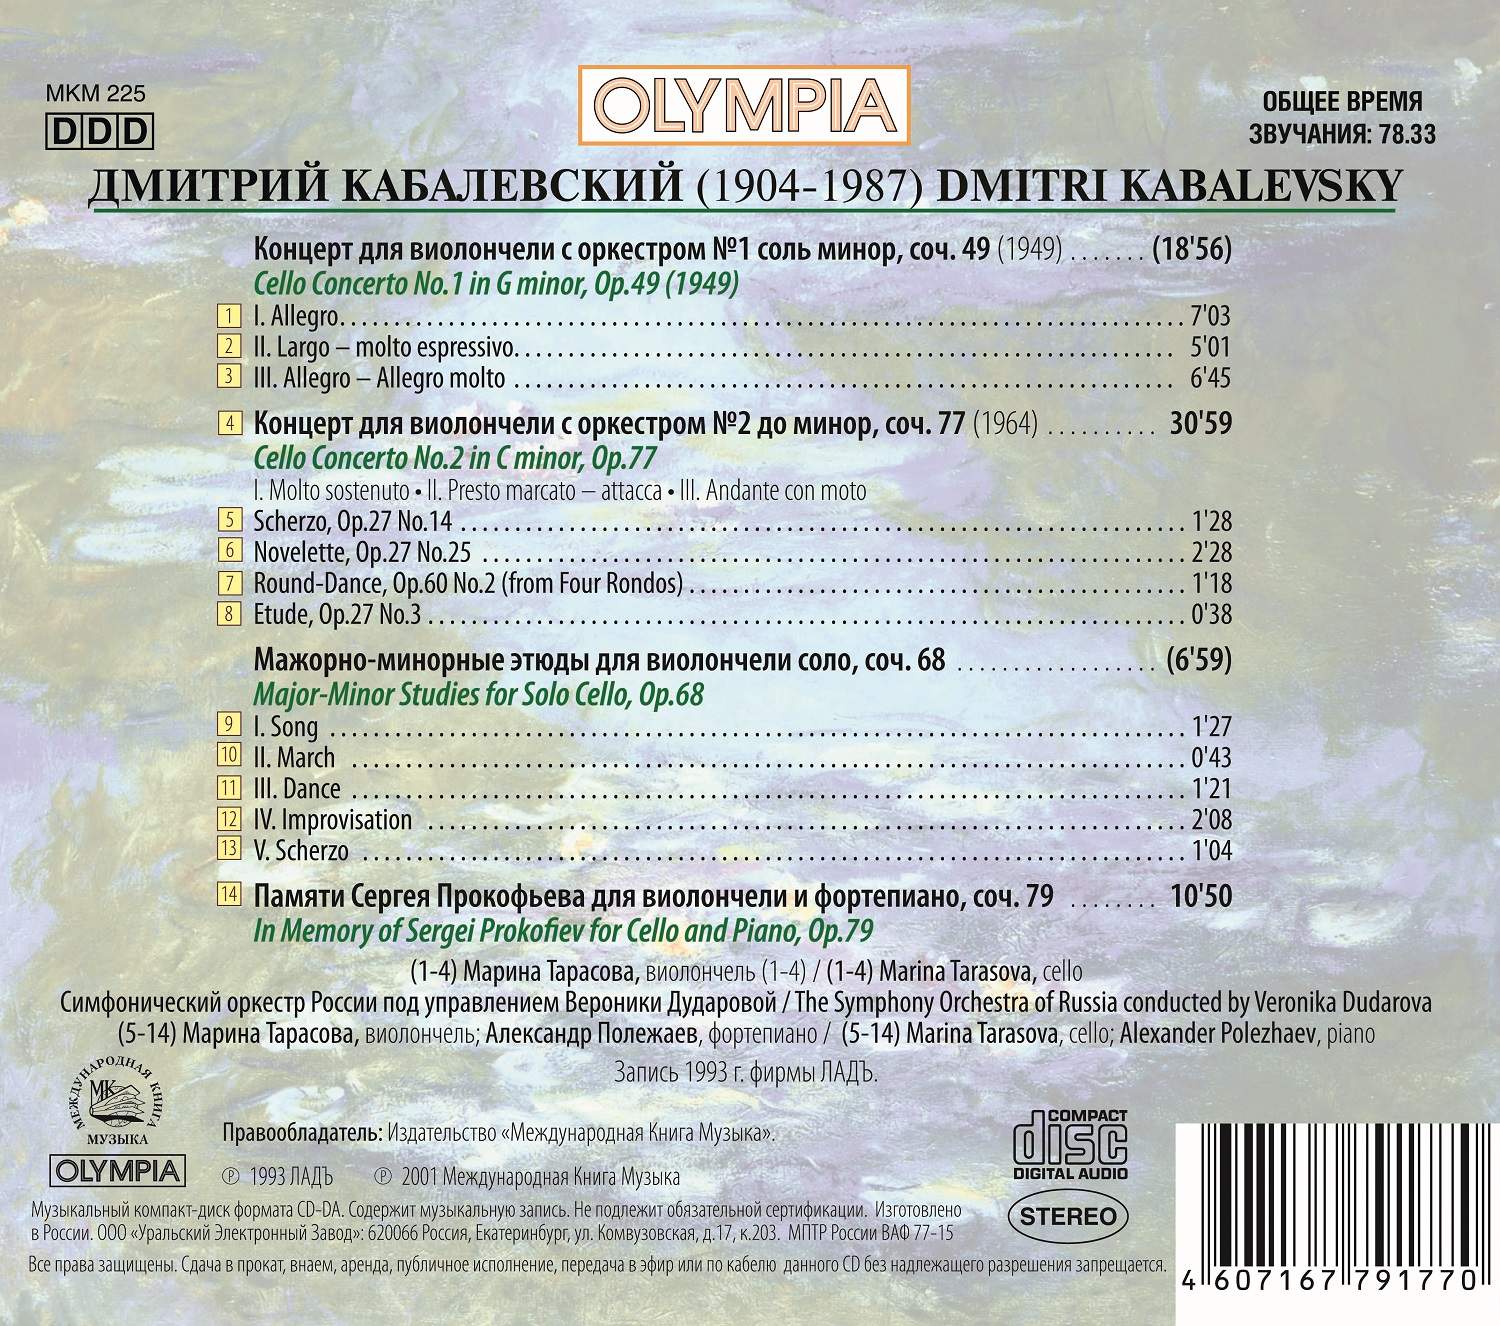 МКМ 225
DDD
OLYMPIA
ОБЩЕЕ ВРЕМЯ
ЗВУЧАНИЯ: 78.33
ДМИТРИЙ КАБАЛЕВСКИЙ (1904-1987) DMITRI KABALEVSKY
Концерт для виолончели с оркестром №1 соль минор, соч. 49 (1949) ....... (18'56)
Cello Concerto No.1 in G minor, Op.49 (1949)
1 I. Allegro........ 7'03
2 II. Largo – molto espressivo........ 5'01
3 III. Allegro – Allegro molto ........ 6'45
4 Концерт для виолончели с оркестром №2 до минор, соч. 77 (1964) .......... 30'59
Cello Concerto No.2 in C minor, Op.77
I. Molto sostenuto • II. Presto marcato – attacca • III. Andante con moto
5 Scherzo, Op.27 No.14 ........ 1'28
6 Novelette, Op.27 No.25 ........ 2'28
7 Round-Dance, Op.60 No.2 (from Four Rondos)........ 1'18
8 Etude, Op.27 No.3 ........ 0'38
Мажорно-минорные этюды для виолончели соло, соч. 68 ........ (6'59)
Major-Minor Studies for Solo Cello, Op.68
9 I. Song ........ 1'27
10 II. March ........ 0'43
11 III. Dance ........ 1'21
12 IV. Improvisation ........ 2'08
13 V. Scherzo ........ 1'04
14 Памяти Сергея Прокофьева для виолончели и фортепиано, соч. 79 ........ 10'50
In Memory of Sergei Prokofiev for Cello and Piano, Op.79
(1-4) Марина Тарасова, виолончель (1-4) / (1-4) Marina Tarasova, cello
Симфонический оркестр России под управлением Вероники Дударовой / The Symphony Orchestra of Russia conducted by Veronika Dudarova
(5-14) Марина Тарасова, виолончель; Александр Полежаев, фортепиано / (5-14) Marina Tarasova, cello; Alexander Polezhaev, piano
Запись 1993 г. фирмы ЛАДЪ.
МЕЖДУНАРОДНАЯ КНИГА
МК
МУЗЫКА
OLYMPIA
Правообладатель: Издательство «Международная Книга Музыка».
℗ 1993 ЛАДЪ ℗ 2001 Международная Книга Музыка
COMPACT
disc
DIGITAL AUDIO
STEREO
Музыкальный компакт-диск формата CD-DA. Содержит музыкальную запись. Не подлежит обязательной сертификации. Изготовлено
в России. ООО «Уральский Электронный Завод»: 620066 Россия, Екатеринбург, ул. Комвузовская, д.17, к.203. МПТР России ВАФ 77-15
Все права защищены. Сдача в прокат, внаем, аренда, публичное исполнение, передача в эфир или по кабелю данного CD без надлежащего разрешения запрещается.
4 607167 791770